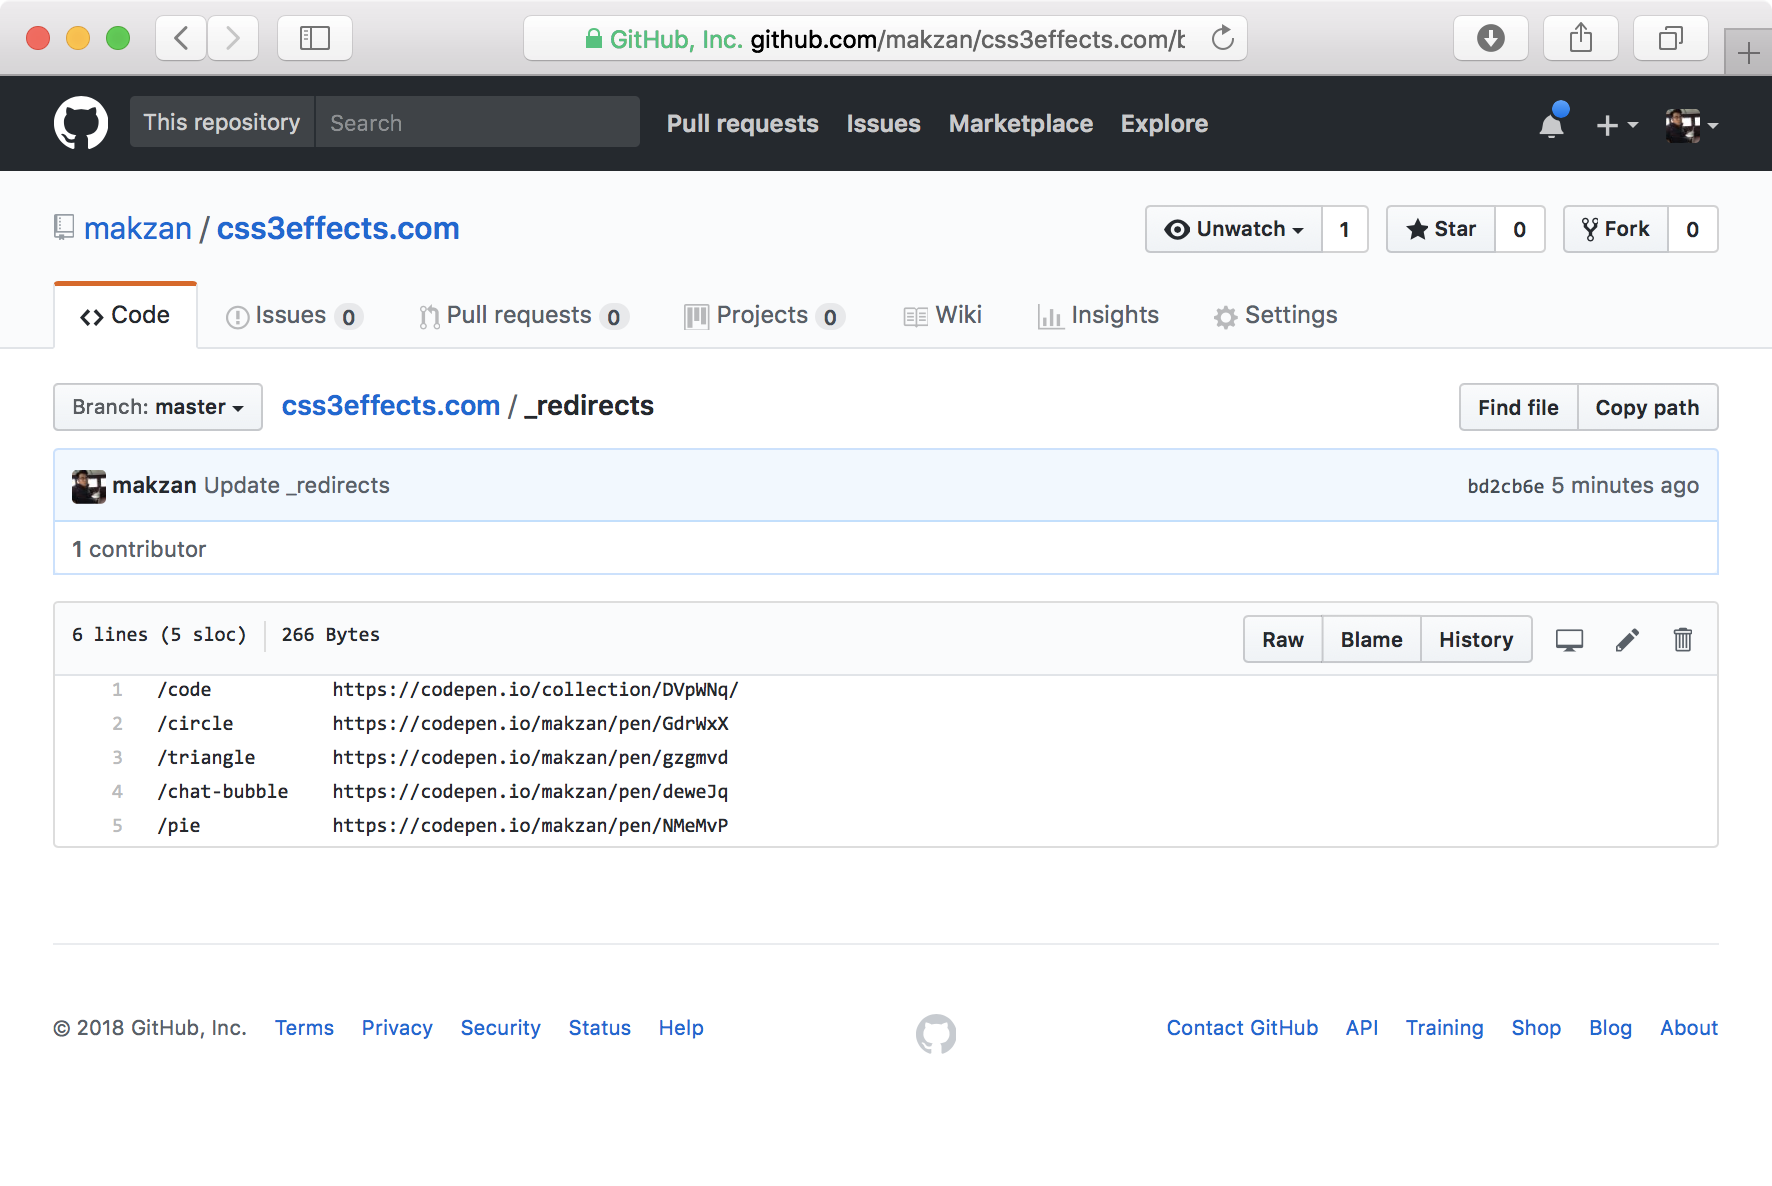 GitHub, Inc. github.com/makzan/css3effects.com/b
This repository Search Pull requests Issues Marketplace Explore
makzan / css3effects.com Unwatch 1 Star 0 Fork 0
Code Issues 0 Pull requests 0 Projects 0 Wiki Insights Settings
Branch: master css3effects.com / _redirects Find file Copy path
makzan Update _redirects bd2cb6e 5 minutes ago
1 contributor
6 lines (5 sloc) 266 Bytes Raw Blame History
1 /code https://codepen.io/collection/DVpWNq/
2 /circle https://codepen.io/makzan/pen/GdrWxX
3 /triangle https://codepen.io/makzan/pen/gzgmvd
4 /chat-bubble https://codepen.io/makzan/pen/deweJq
5 /pie https://codepen.io/makzan/pen/NMeMvP
© 2018 GitHub, Inc. Terms Privacy Security Status Help Contact GitHub API Training Shop Blog About